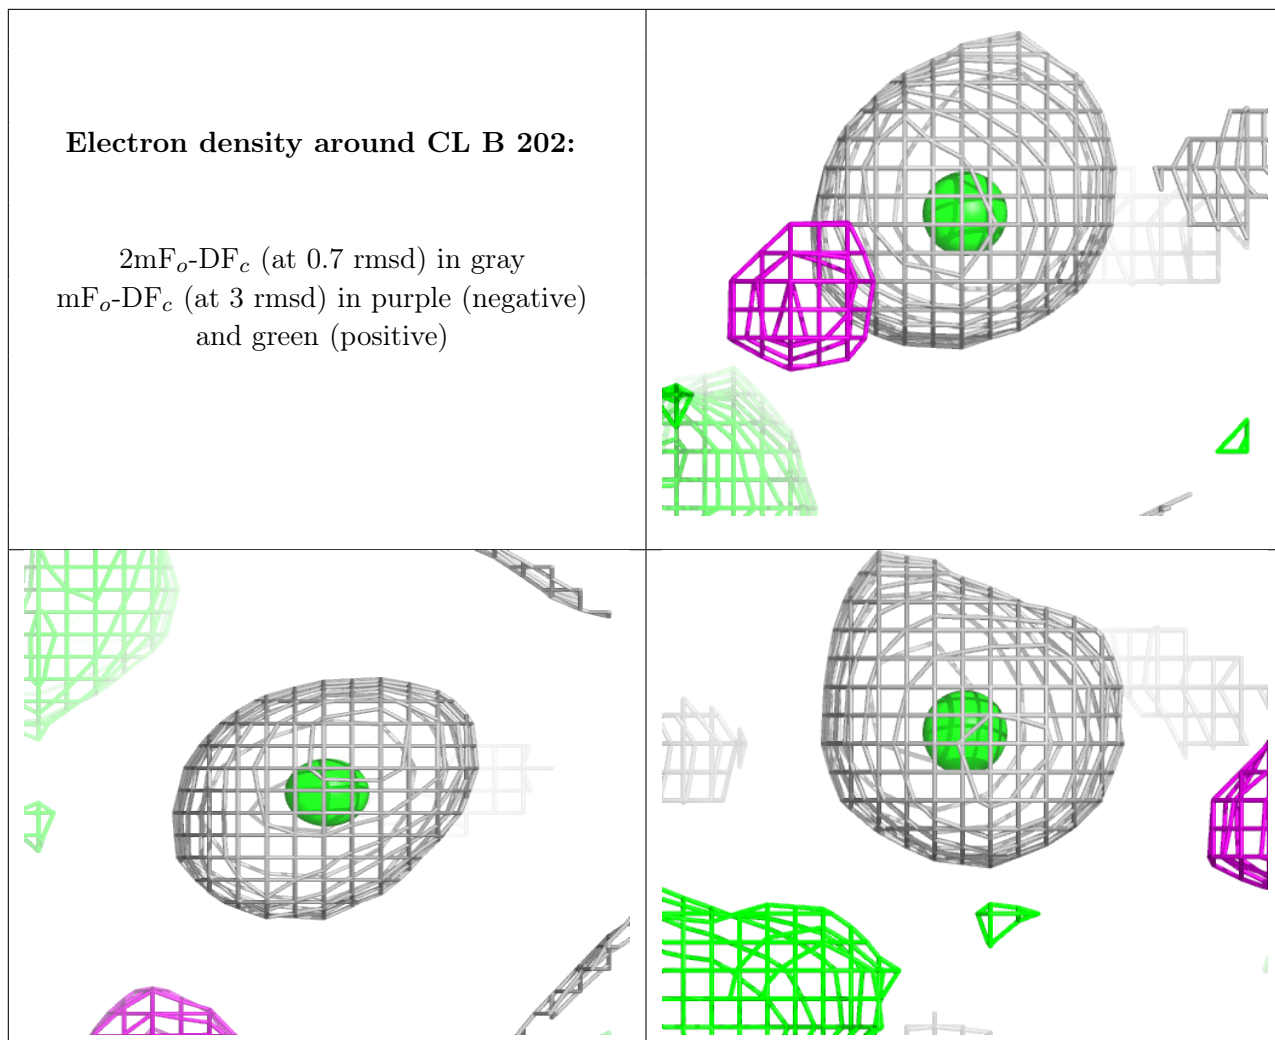 Electron density around CL B 202:
2mFo-DFc (at 0.7 rmsd) in gray
mFo-DFc (at 3 rmsd) in purple (negative)
and green (positive)